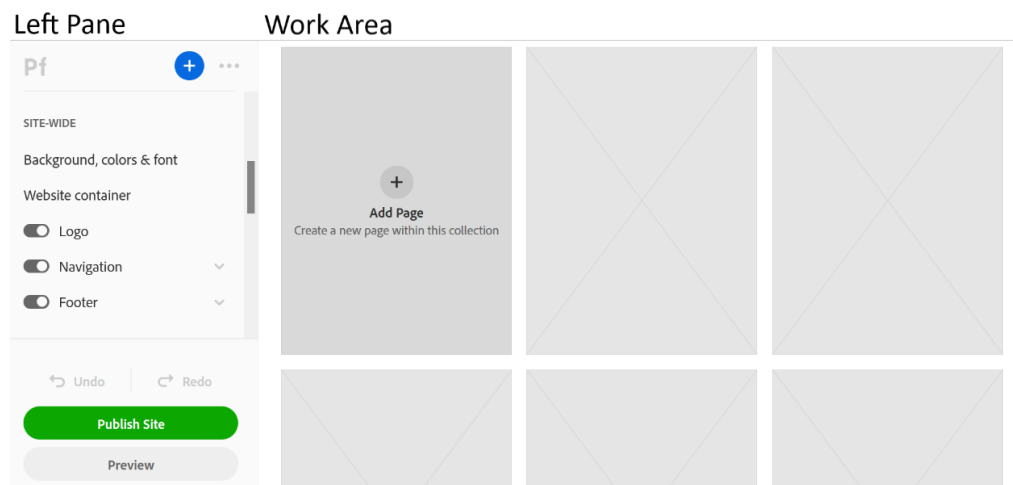 Left Pane
Work Area
Pf
SITE-WIDE
Background, colors & font
Website container
Logo
Navigation
Footer
Undo
Redo
Publish Site
Preview
Add Page
Create a new page within this collection